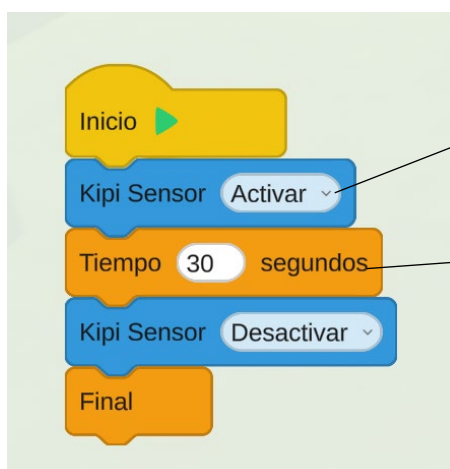 Inicio
Kipi Sensor Activar
Tiempo 30 segundos
Kipi Sensor Desactivar
Final